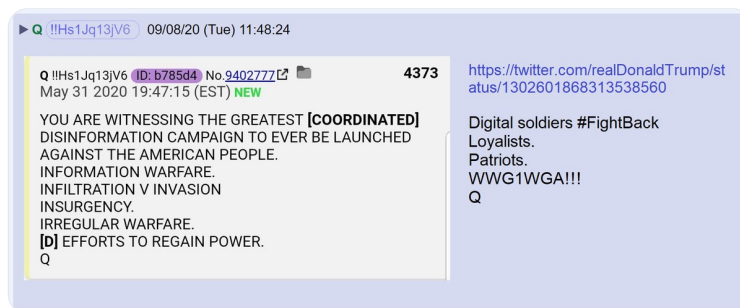 Q !!Hs1Jq13jV6 09/08/20 (Tue) 11:48:24
Q !!Hs1Jq13jV6 ID: b785d4 No.9402777 4373
May 31 2020 19:47:15 (EST) NEW
YOU ARE WITNESSING THE GREATEST [COORDINATED]
DISINFORMATION CAMPAIGN TO EVER BE LAUNCHED
AGAINST THE AMERICAN PEOPLE.
INFORMATION WARFARE.
INFILTRATION V INVASION
INSURGENCY.
IRREGULAR WARFARE.
[D] EFFORTS TO REGAIN POWER.
Q
https://twitter.com/realDonaldTrump/st
atus/1302601868313538560
Digital soldiers #FightBack
Loyalists.
Patriots.
WWG1WGA!!!
Q